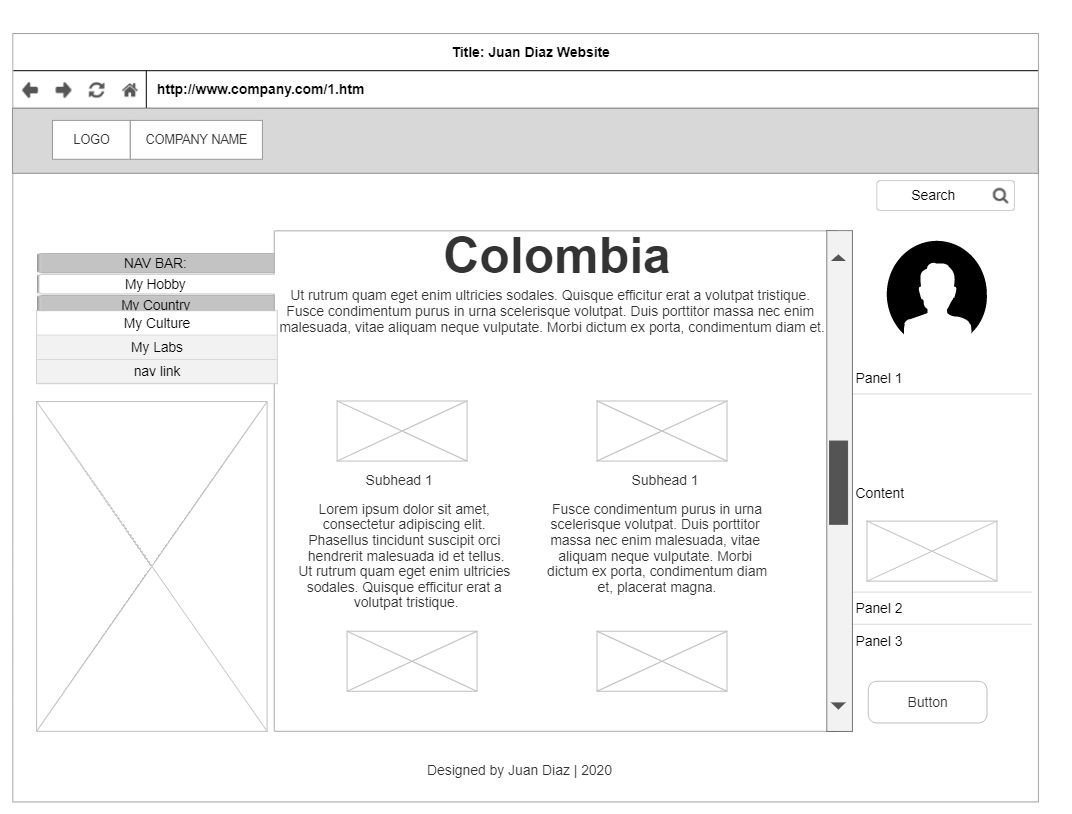 Title: Juan Diaz Website
http://www.company.com/1.htm
LOGO
COMPANY NAME
Search
NAV BAR:
My Hobby
My Country
My Culture
My Labs
nav link
Colombia
Ut rutrum quam eget enim ultricies sodales. Quisque efficitur erat a volutpat tristique.
Fusce condimentum purus in urna scelerisque volutpat. Duis porttitor massa nec enim
malesuada, vitae aliquam neque vulputate. Morbi dictum ex porta, condimentum diam et.
Subhead 1
Lorem ipsum dolor sit amet,
consectetur adipiscing elit.
Phasellus tincidunt suscipit orci
hendrerit malesuada id et tellus.
Ut rutrum quam eget enim ultricies
sodales. Quisque efficitur erat a
volutpat tristique.
Subhead 1
Fusce condimentum purus in urna
scelerisque volutpat. Duis porttitor
massa nec enim malesuada, vitae
aliquam neque vulputate. Morbi
dictum ex porta, condimentum diam
et, placerat magna.
Panel 1
Content
Panel 2
Panel 3
Button
Designed by Juan Diaz | 2020